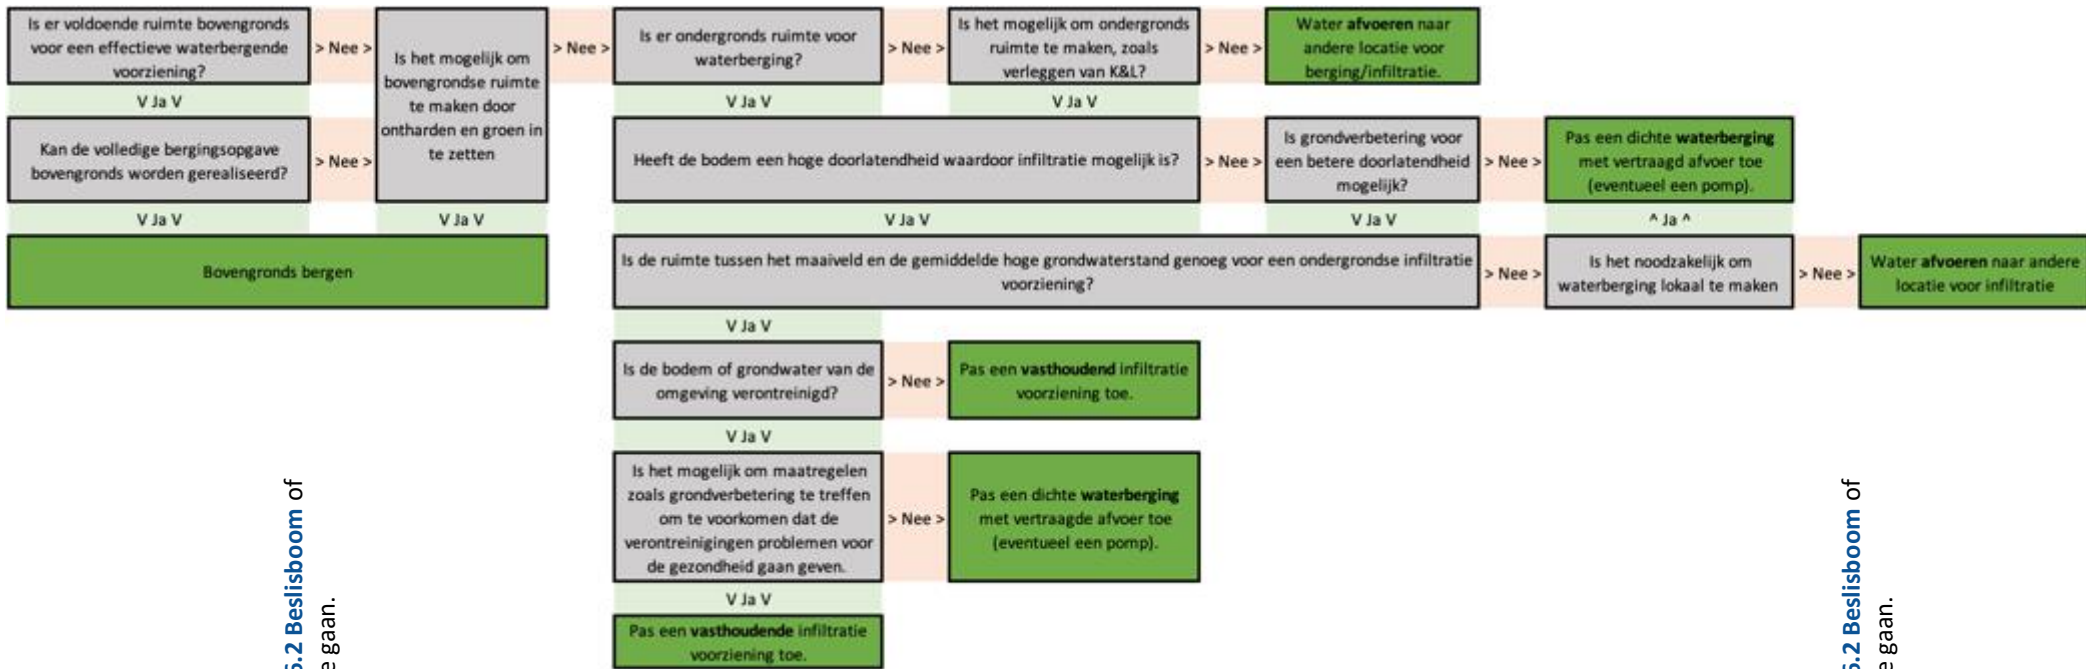 Is er voldoende ruimte bovengronds
voor een effectieve waterbergende
voorziening?
> Nee >
Is het mogelijk om
bovengrondse ruimte
te maken door
ontharden en groen in
te zetten
> Nee >
Is er ondergronds ruimte voor
waterberging?
> Nee >
Is het mogelijk om ondergronds
ruimte te maken, zoals
verleggen van K&L?
> Nee >
Water afvoeren naar
andere locatie voor
berging/infiltratie.
V Ja V
V Ja V
V Ja V
Kan de volledige bergingsopgave
bovengronds worden gerealiseerd?
> Nee >
Heeft de bodem een hoge doorlatendheid waardoor infiltratie mogelijk is?
> Nee >
Is grondverbetering voor
een betere doorlatendheid
mogelijk?
> Nee >
Pas een dichte waterberging
met vertraagd afvoer toe
(eventueel een pomp).
V Ja V
V Ja V
V Ja V
V Ja V
^ Ja ^
Bovengronds bergen
Is de ruimte tussen het maaiveld en de gemiddelde hoge grondwaterstand genoeg voor een ondergrondse infiltratie
voorziening?
> Nee >
Is het noodzakelijk om
waterberging lokaal te maken
> Nee >
Water afvoeren naar andere
locatie voor infiltratie
V Ja V
Is de bodem of grondwater van de
omgeving verontreinigd?
> Nee >
Pas een vasthoudend infiltratie
voorziening toe.
V Ja V
Is het mogelijk om maatregelen
zoals grondverbetering te treffen
om te voorkomen dat de
verontreinigingen problemen voor
de gezondheid gaan geven.
> Nee >
Pas een dichte waterberging
met vertraagde afvoer toe
(eventueel een pomp).
V Ja V
Pas een vasthoudende infiltratie
voorziening toe.
.2 Beslisboom of
gaan.
.2 Beslisboom of
gaan.